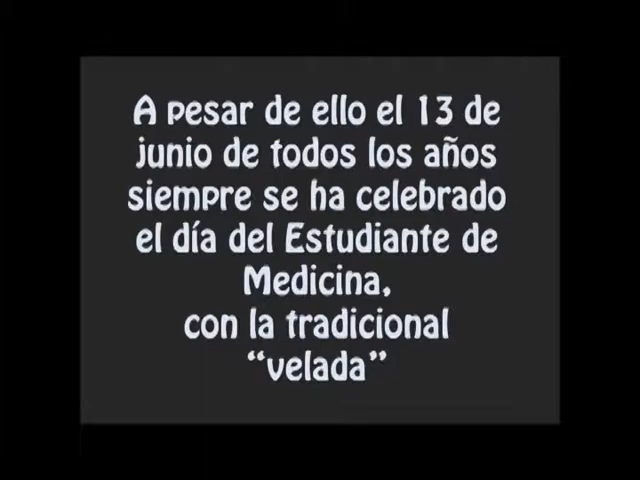 A pesar de ello el 13 de
junio de todos los años
siempre se ha celebrado
el día del Estudiante de
Medicina,
con la tradicional
“velada”